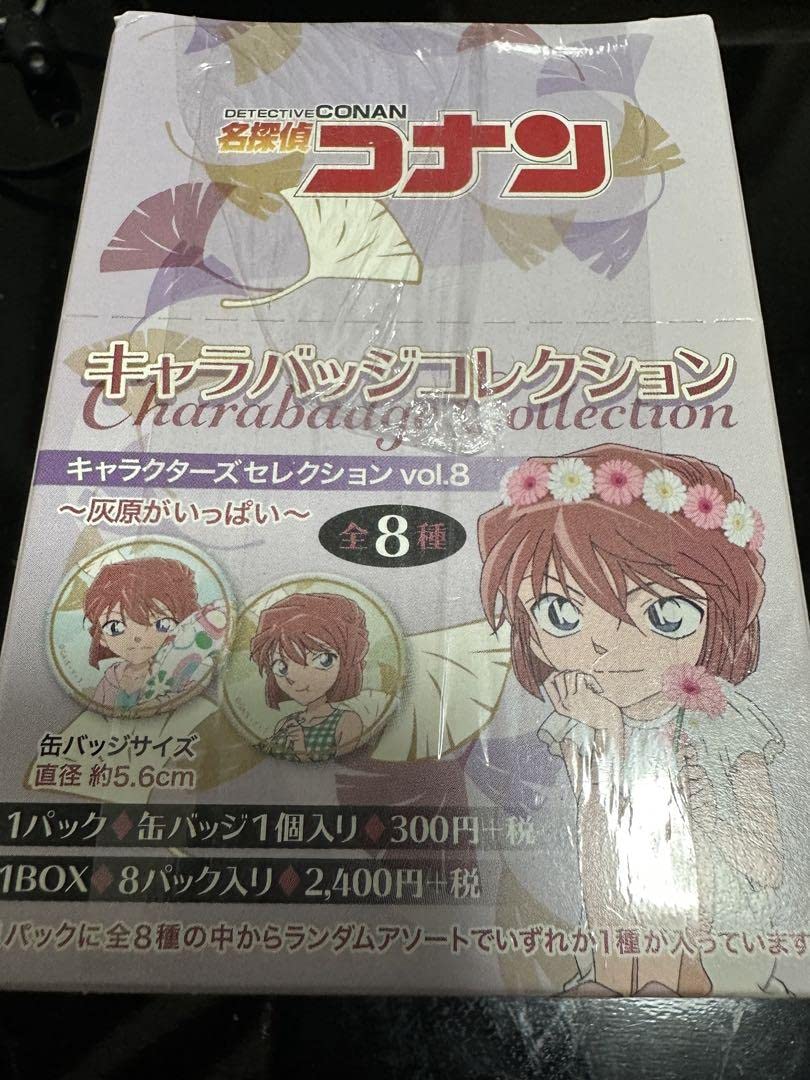 DETECTIVE CONAN
名探偵コナン
キャラバッジコレクション
Charabadge Collection
キャラクターズセレクション vol.8
〜灰原がいっぱい〜
全8種
缶バッジサイズ
直径 約5.6cm
1パック◆缶バッジ1個入り◆300円+税
1BOX◆8パック入り◆2,400円+税
1パックに全8種の中からランダムアソートでいずれか1種が入っています